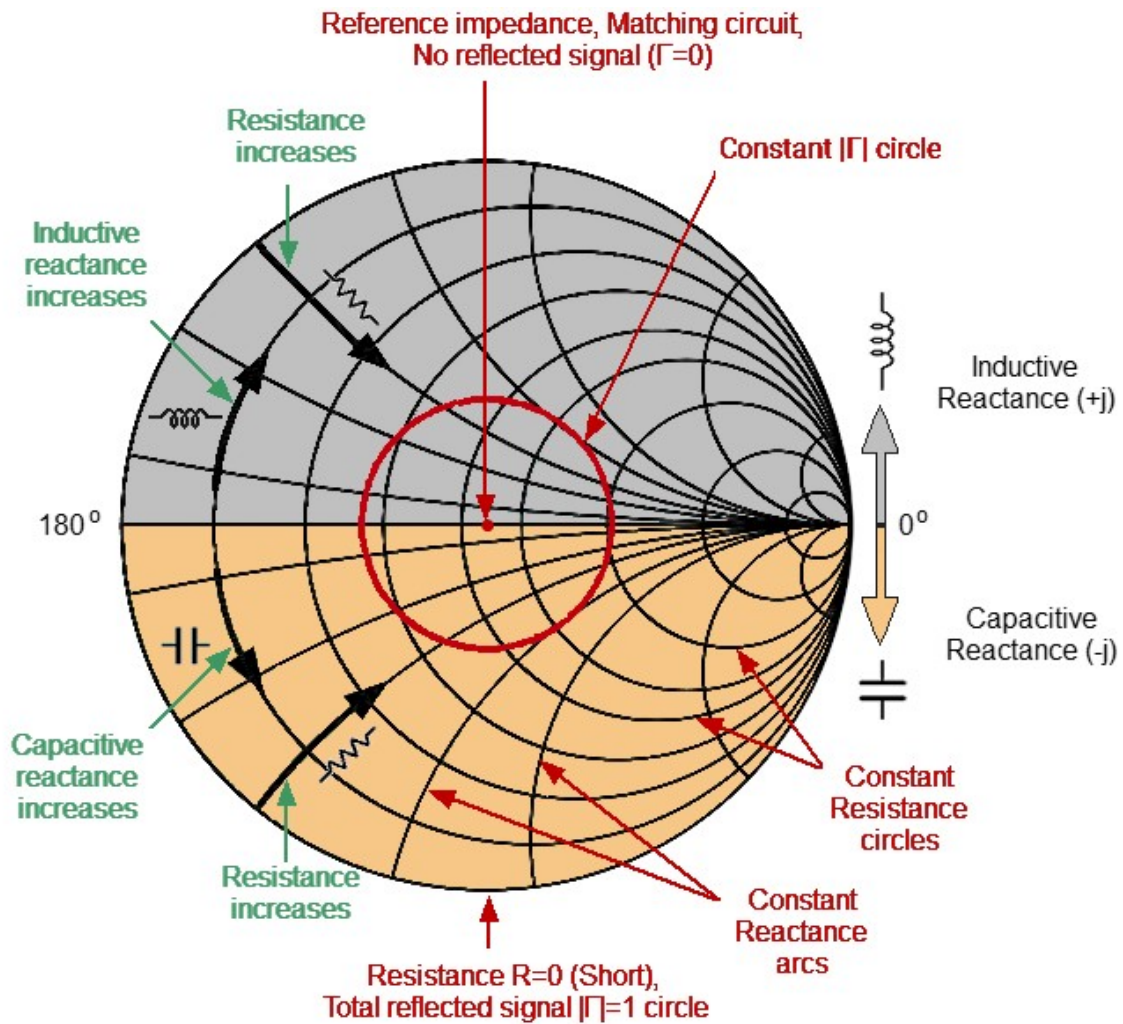 Reference impedance, Matching circuit,
No reflected signal (Γ=0)
Resistance
increases
Constant |Γ| circle
Inductive
reactance
increases
Inductive
Reactance (+j)
180⁰
0⁰
Capacitive
Reactance (-j)
Capacitive
reactance
increases
Constant
Resistance
circles
Resistance
increases
Constant
Reactance
arcs
Resistance R=0 (Short),
Total reflected signal |Γ|=1 circle